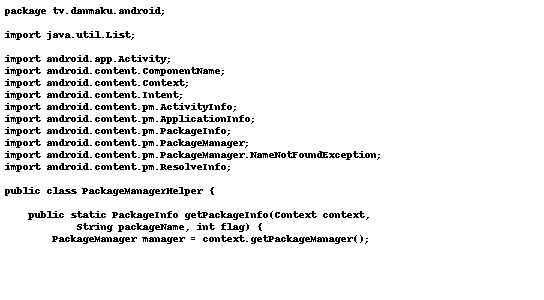 package tv.danmaku.android;

import java.util.List;

import android.app.Activity;
import android.content.ComponentName;
import android.content.Context;
import android.content.Intent;
import android.content.pm.ActivityInfo;
import android.content.pm.ApplicationInfo;
import android.content.pm.PackageInfo;
import android.content.pm.PackageManager;
import android.content.pm.PackageManager.NameNotFoundException;
import android.content.pm.ResolveInfo;

public class PackageManagerHelper {

    public static PackageInfo getPackageInfo(Context context,
            String packageName, int flag) {
        PackageManager manager = context.getPackageManager();